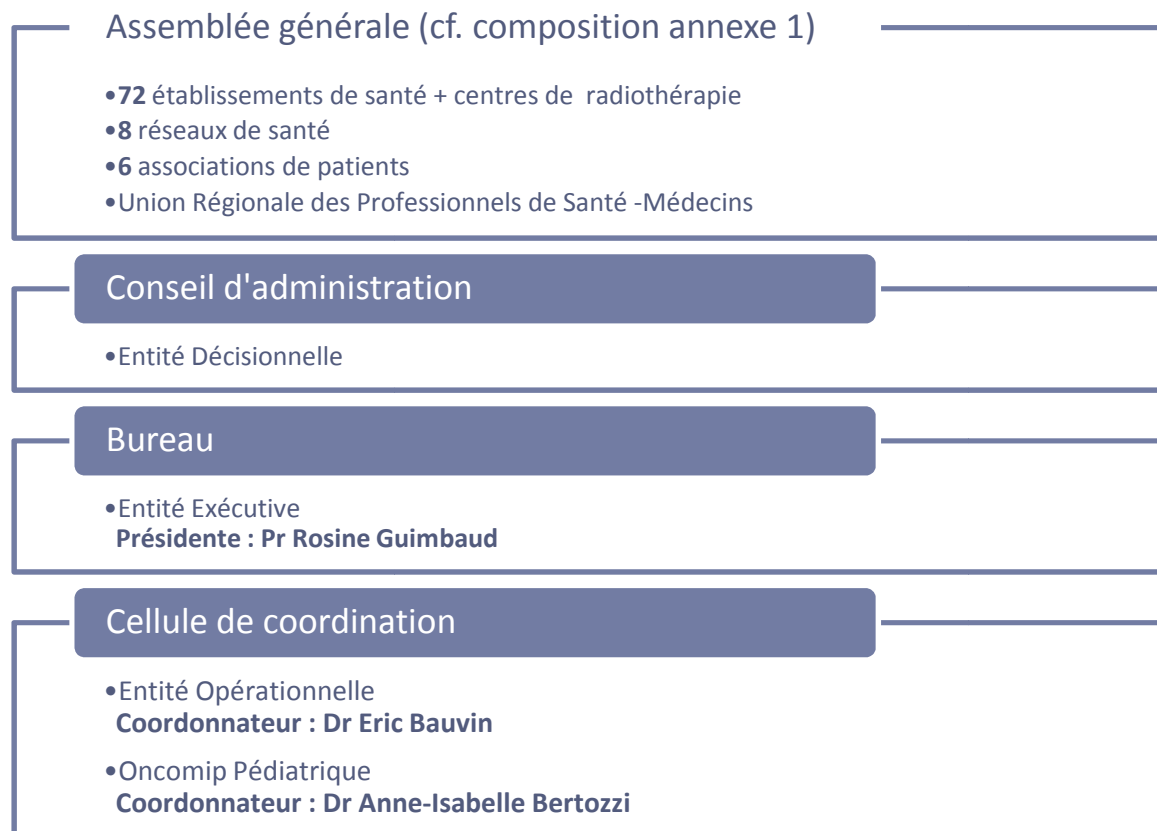 Assemblée générale (cf. composition annexe 1)
•72 établissements de santé + centres de radiothérapie
•8 réseaux de santé
•6 associations de patients
•Union Régionale des Professionnels de Santé -Médecins
Conseil d'administration
•Entité Décisionnelle
Bureau
•Entité Exécutive
Présidente : Pr Rosine Guimbaud
Cellule de coordination
•Entité Opérationnelle
Coordonnateur : Dr Eric Bauvin
•Oncomip Pédiatrique
Coordonnateur : Dr Anne-Isabelle Bertozzi